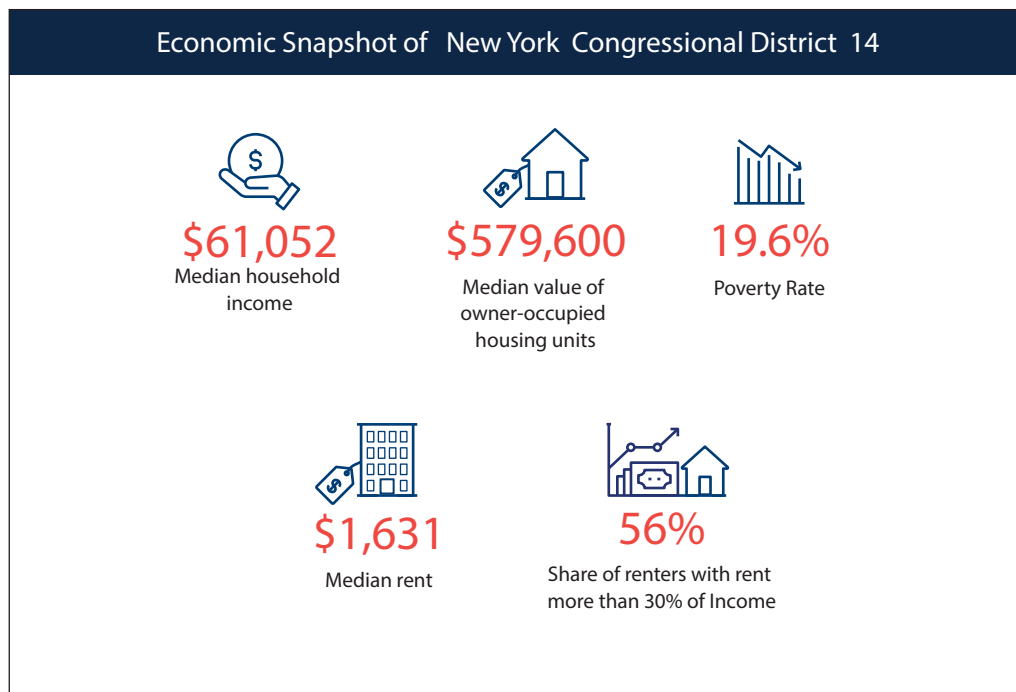 Economic Snapshot of New York Congressional District 14
$
$61,052
Median household
income
$
$579,600
Median value of
owner-occupied
housing units
19.6%
Poverty Rate
$
$1,631
Median rent
56%
Share of renters with rent
more than 30% of Income